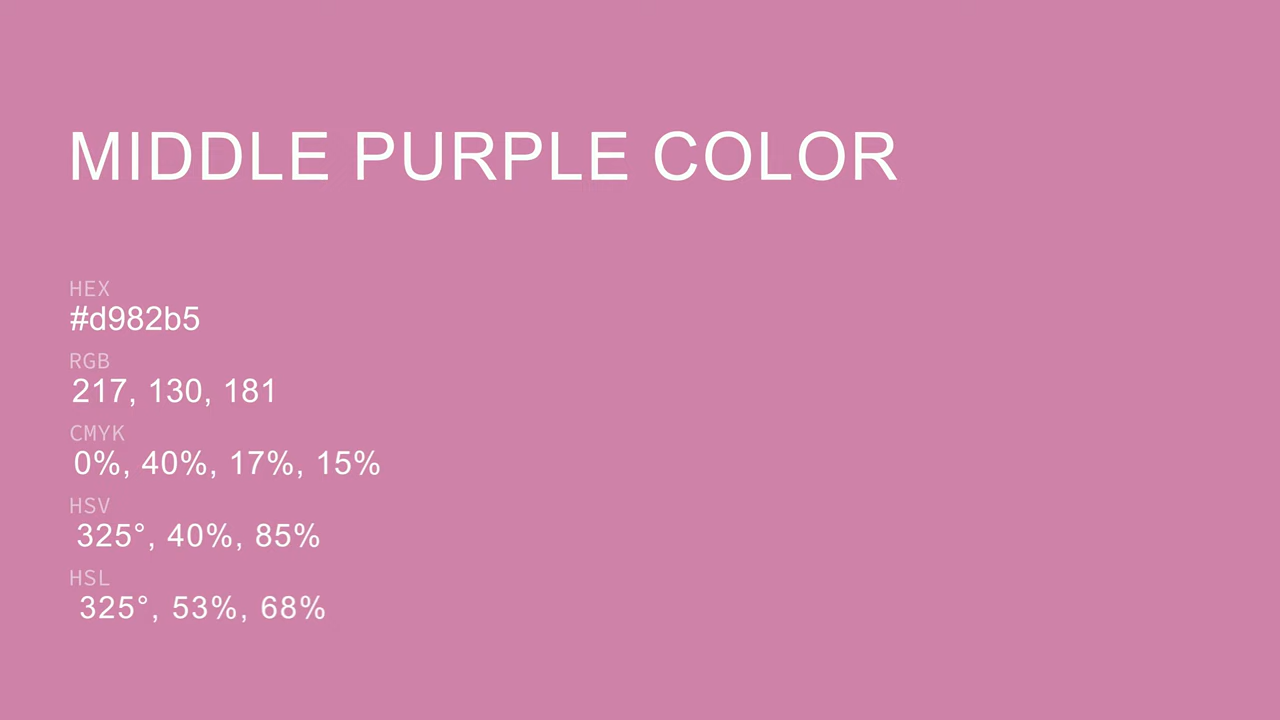 MIDDLE PURPLE COLOR
HEX
#d982b5
RGB
217, 130, 181
CMYK
0%, 40%, 17%, 15%
HSV
325°, 40%, 85%
HSL
325°, 53%, 68%